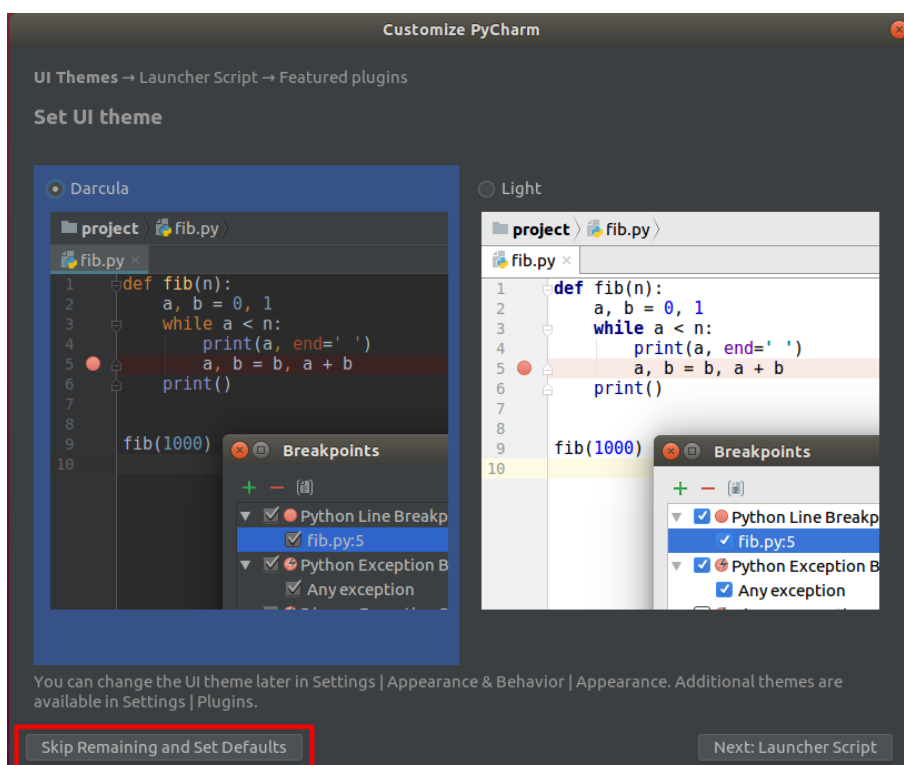 Customize PyCharm
UI Themes → Launcher Script → Featured plugins
Set UI theme
Darcula
project fib.py
fib.py ×
1 def fib(n):
2 a, b = 0, 1
3 while a < n:
4 print(a, end=' ')
5 a, b = b, a + b
6 print()
7
8
9 fib(1000)
10
Breakpoints
Python Line Breakp
fib.py:5
Python Exception B
Any exception
Light
project fib.py
fib.py ×
1 def fib(n):
2 a, b = 0, 1
3 while a < n:
4 print(a, end=' ')
5 a, b = b, a + b
6 print()
7
8
9 fib(1000)
10
Breakpoints
Python Line Breakp
fib.py:5
Python Exception B
Any exception
You can change the UI theme later in Settings | Appearance & Behavior | Appearance. Additional themes are
available in Settings | Plugins.
Skip Remaining and Set Defaults
Next: Launcher Script